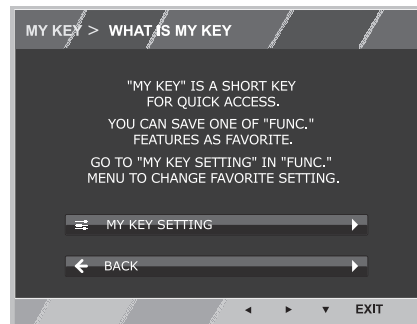 MY KEY > WHAT IS MY KEY
"MY KEY" IS A SHORT KEY
FOR QUICK ACCESS.
YOU CAN SAVE ONE OF "FUNC."
FEATURES AS FAVORITE.
GO TO "MY KEY SETTING" IN "FUNC."
MENU TO CHANGE FAVORITE SETTING.
MY KEY SETTING
BACK
EXIT